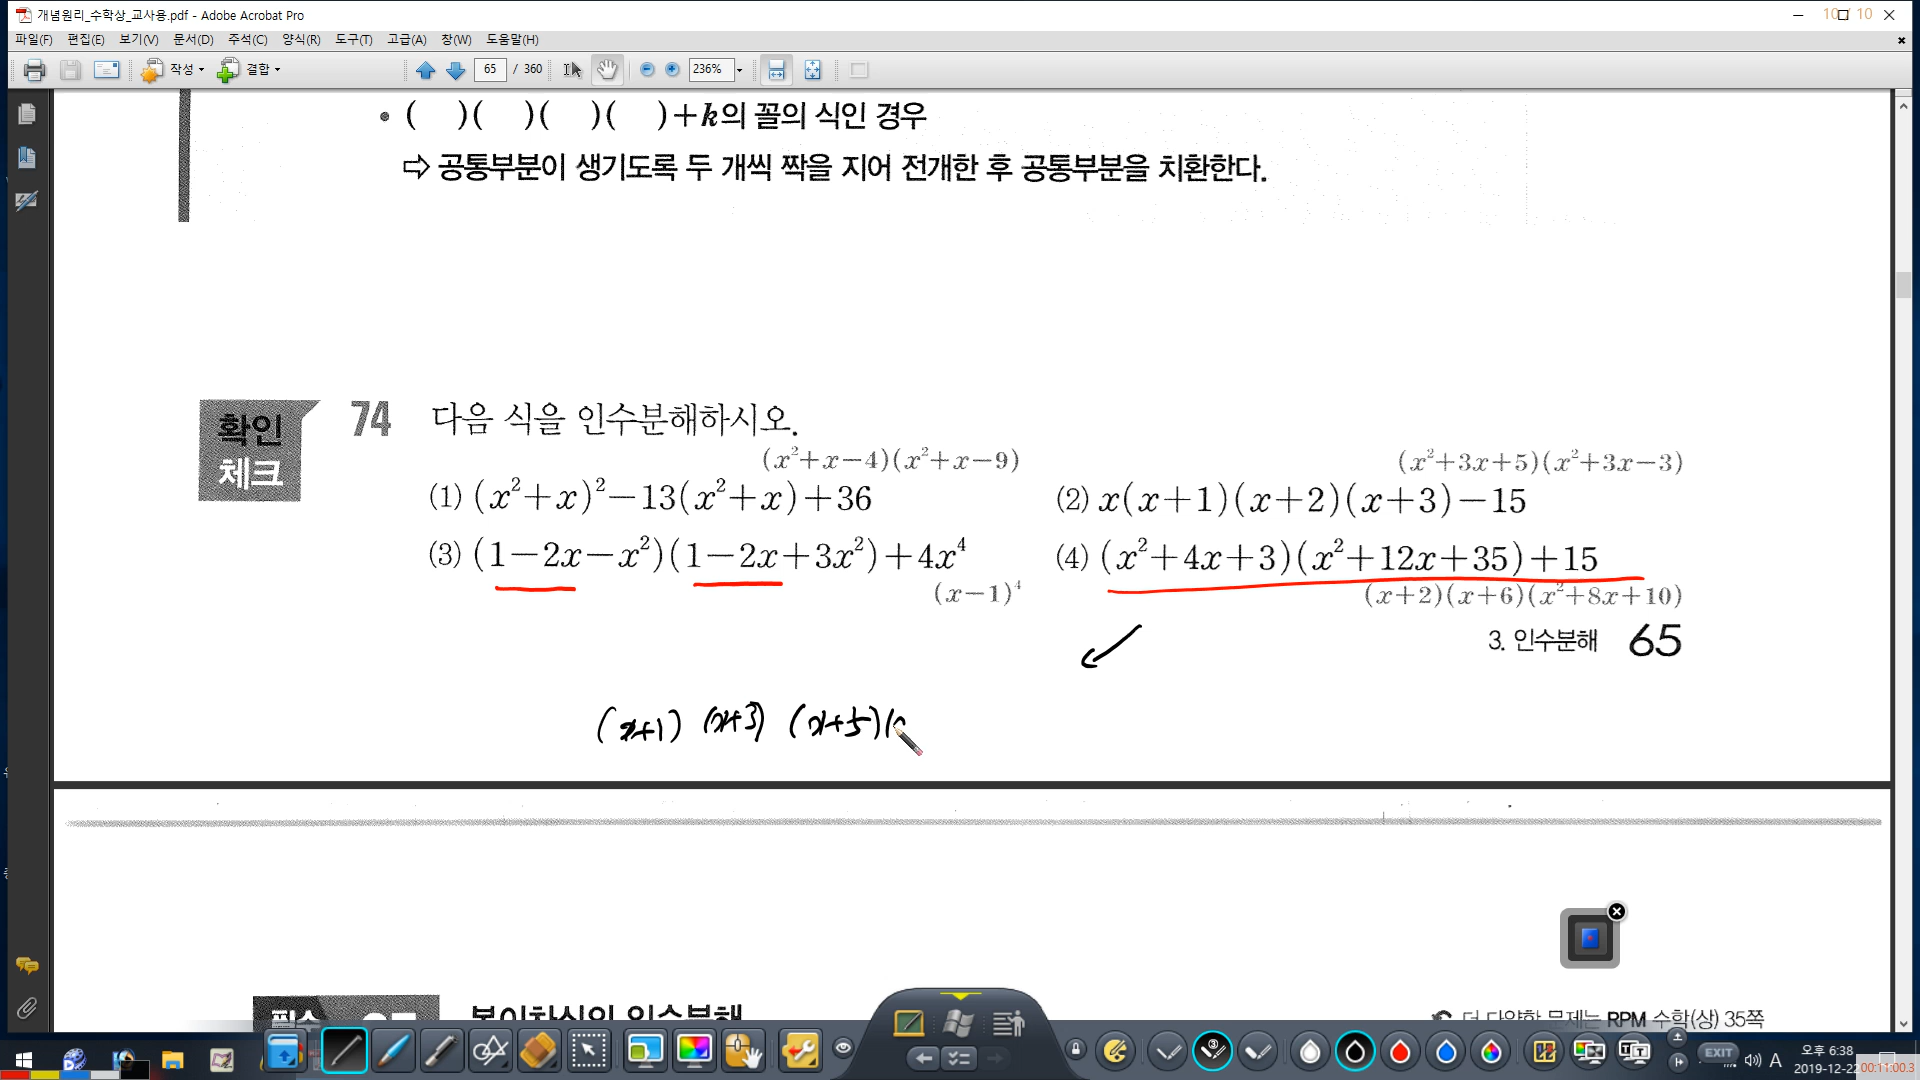 개념원리_수학상_교사용.pdf - Adobe Acrobat Pro
10 / 10
파일(F) 편집(E) 보기(V) 문서(D) 주석(C) 양식(R) 도구(T) 고급(A) 창(W) 도움말(H)
작성 결합 65 / 360 236%
• ( )( )( )( )+k의 꼴의 식인 경우
⇨ 공통부분이 생기도록 두 개씩 짝을 지어 전개한 후 공통부분을 치환한다.
확인
체크
74 다음 식을 인수분해하시오.
(x²+x−4)(x²+x−9) (x²+3x+5)(x²+3x−3)
(1) (x²+x)²−13(x²+x)+36 (2) x(x+1)(x+2)(x+3)−15
(3) (1−2x−x²)(1−2x+3x²)+4x⁴ (4) (x²+4x+3)(x²+12x+35)+15
(x−1)⁴ (x+2)(x+6)(x²+8x+10)
3. 인수분해 65
(x+1) (x+3) (x+5)(
더 다양한 문제는 RPM 수학(상) 35쪽
EXIT A 오후 6:38
2019-12-22
00:11:00.3